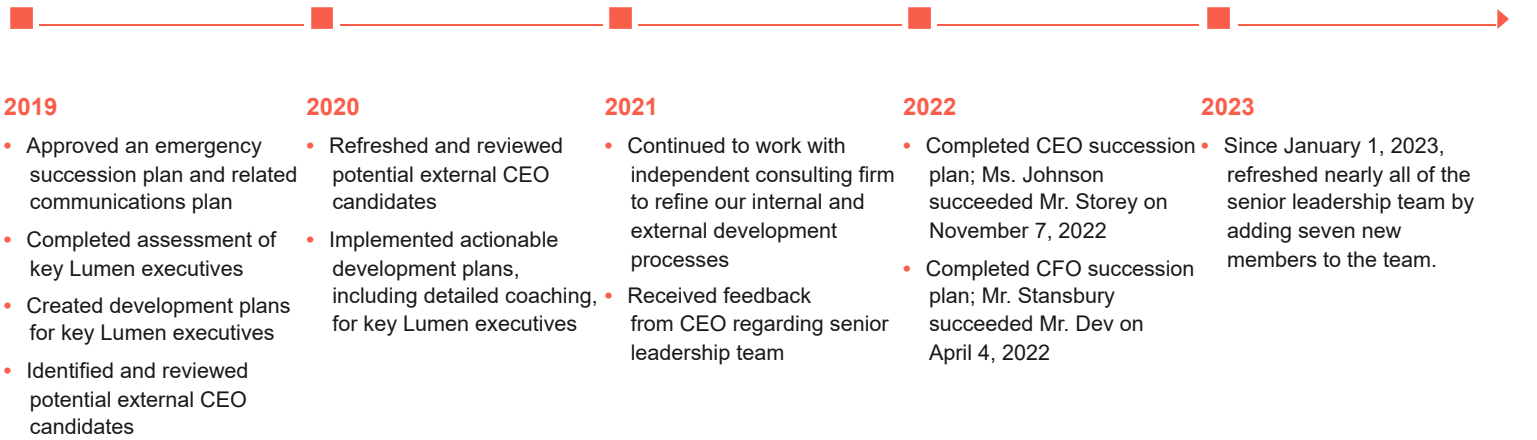 2019
• Approved an emergency
succession plan and related
communications plan
• Completed assessment of
key Lumen executives
• Created development plans
for key Lumen executives
• Identified and reviewed
potential external CEO
candidates
2020
• Refreshed and reviewed
potential external CEO
candidates
• Implemented actionable
development plans,
including detailed coaching,
for key Lumen executives
2021
• Continued to work with
independent consulting firm
to refine our internal and
external development
processes
• Received feedback
from CEO regarding senior
leadership team
2022
• Completed CEO succession
plan; Ms. Johnson
succeeded Mr. Storey on
November 7, 2022
• Completed CFO succession
plan; Mr. Stansbury
succeeded Mr. Dev on
April 4, 2022
2023
• Since January 1, 2023,
refreshed nearly all of the
senior leadership team by
adding seven new
members to the team.